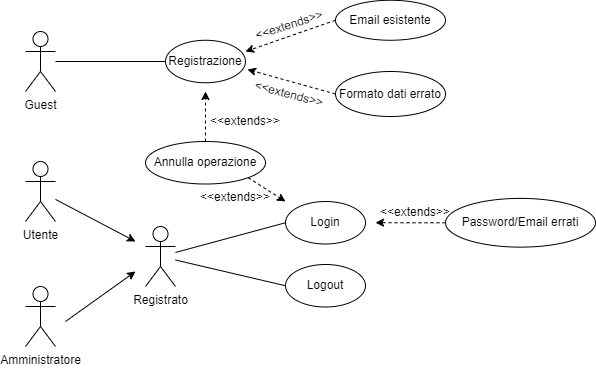 Email esistente
<<extends>>
Registrazione
Formato dati errato
<<extends>>
Guest
<<extends>>
Annulla operazione
<<extends>>
Login
<<extends>>
Password/Email errati
Utente
Registrato
Logout
Amministratore